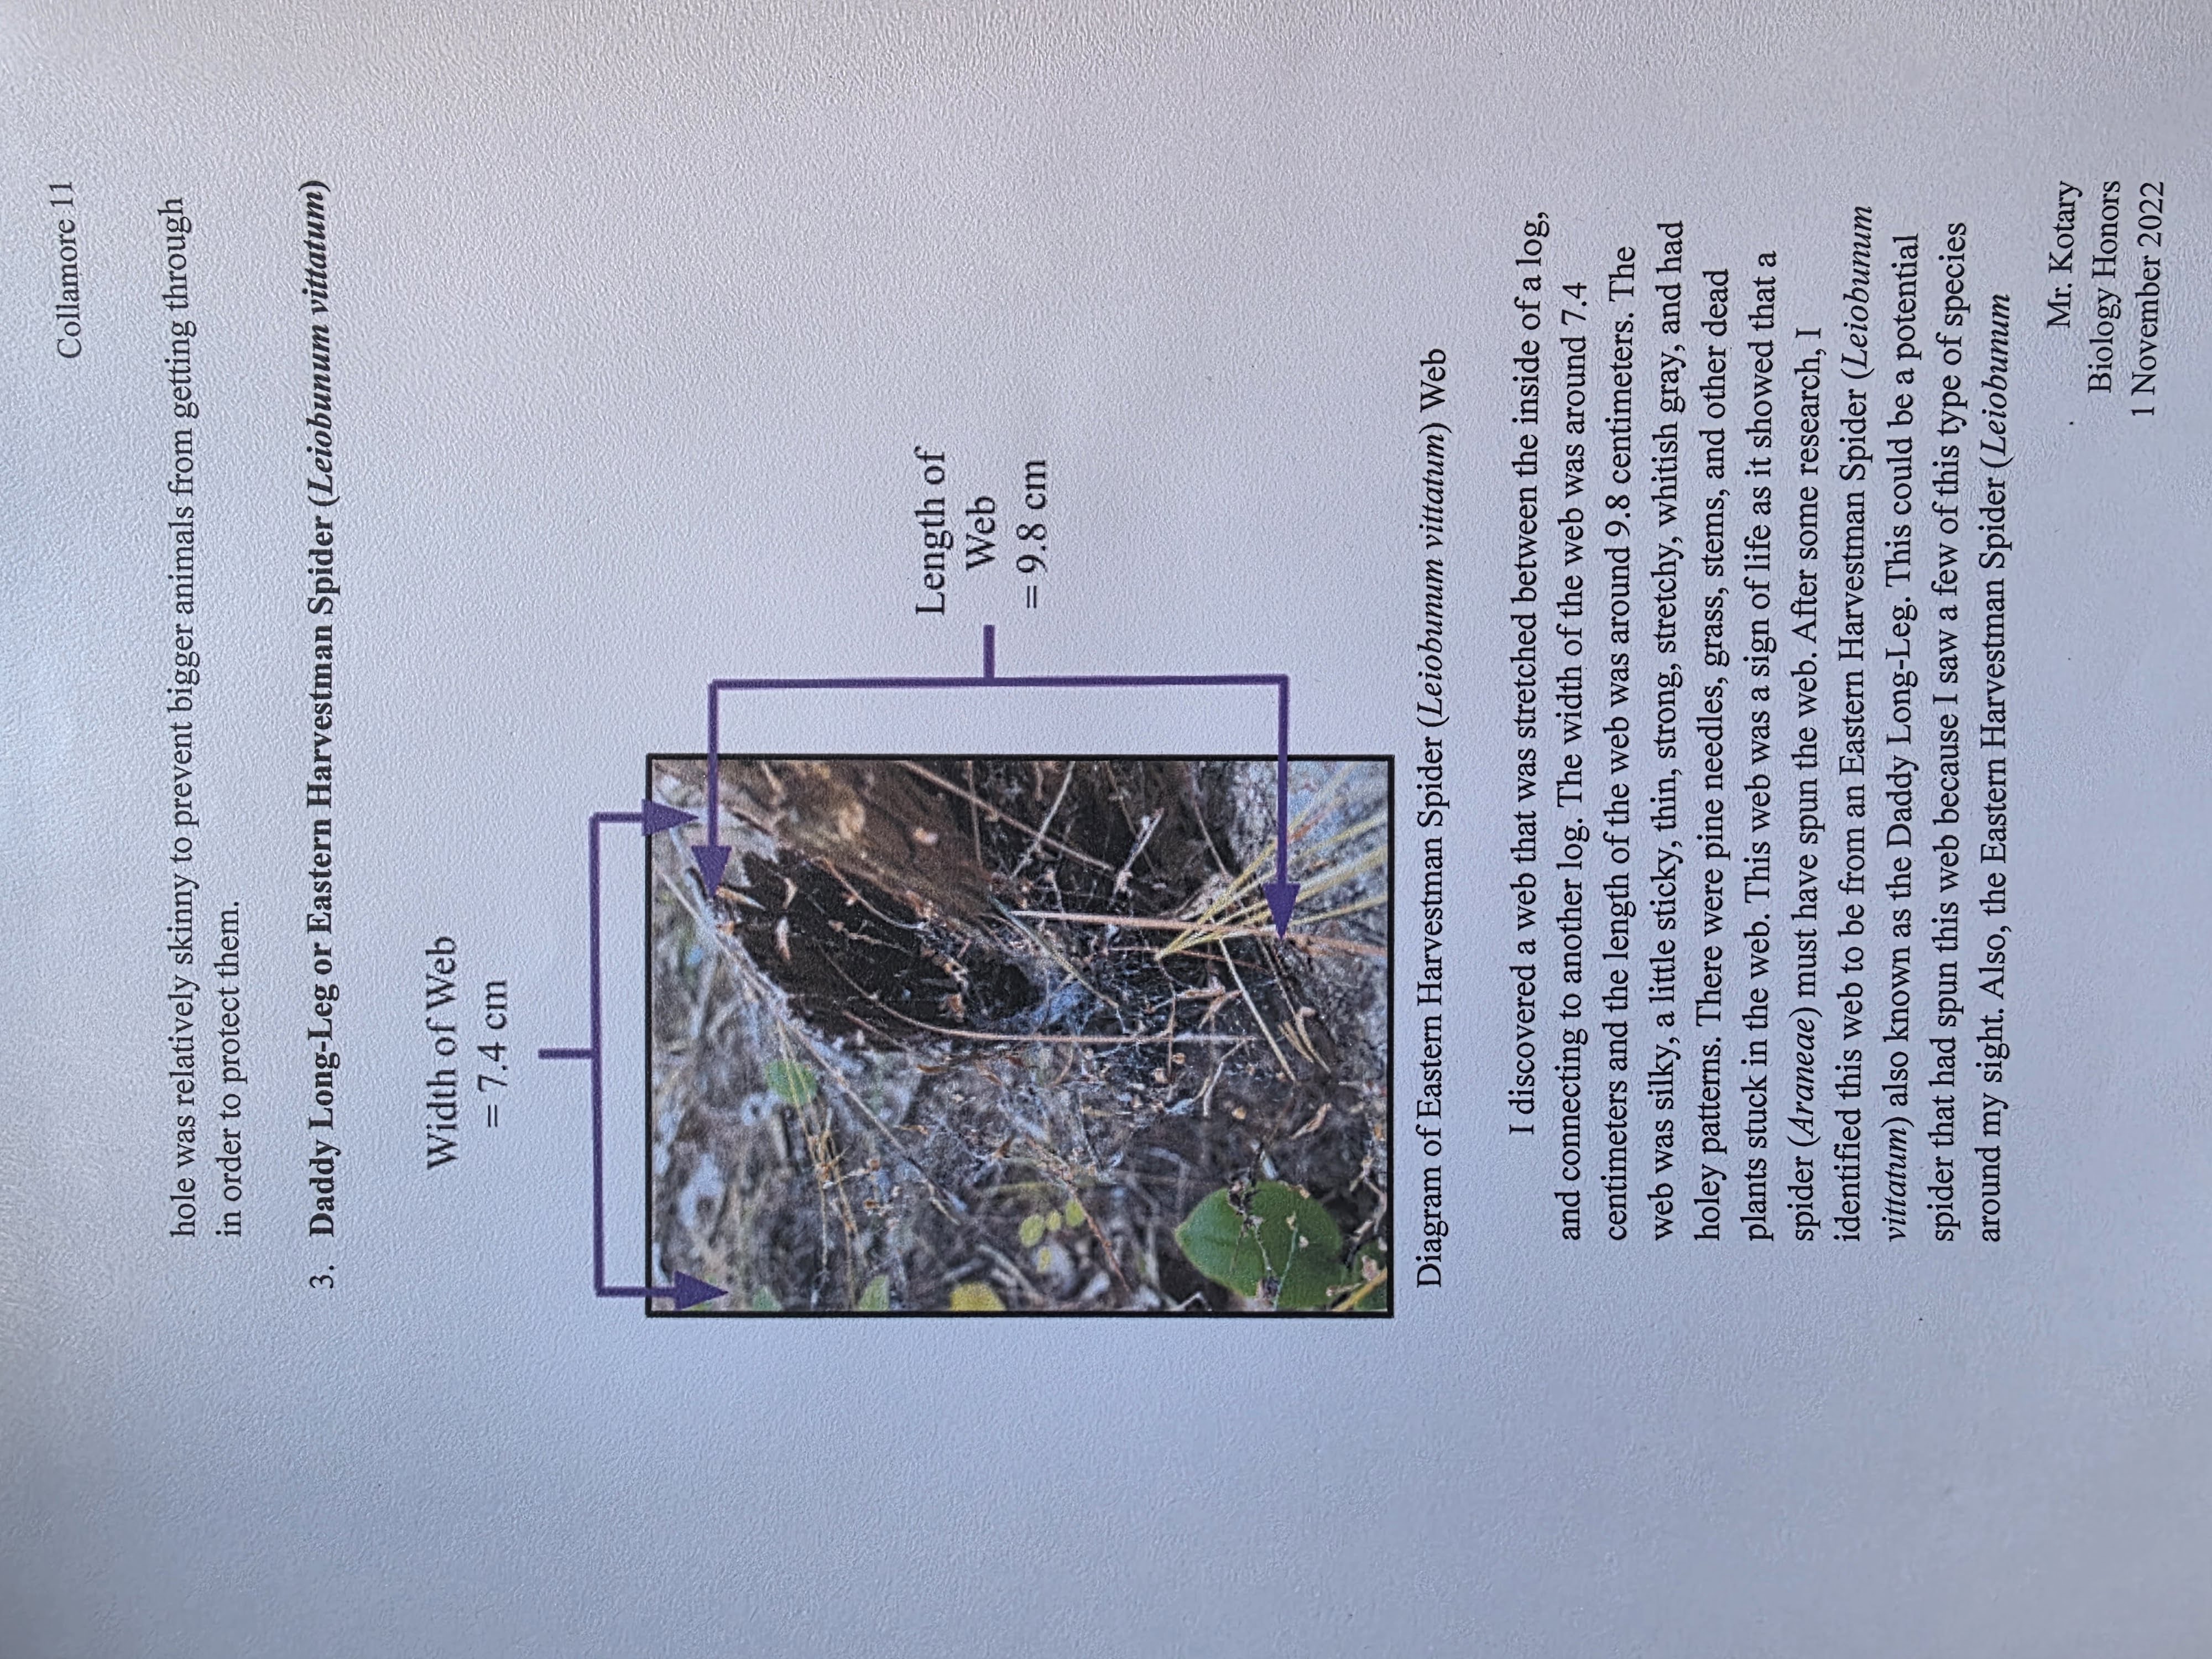 Collamore 11
hole was relatively skinny to prevent bigger animals from getting through
in order to protect them.
3. Daddy Long-Leg or Eastern Harvestman Spider (Leiobunum vittatum)
Width of Web
= 7.4 cm
Length of
Web
= 9.8 cm
Diagram of Eastern Harvestman Spider (Leiobunum vittatum) Web
I discovered a web that was stretched between the inside of a log,
and connecting to another log. The width of the web was around 7.4
centimeters and the length of the web was around 9.8 centimeters. The
web was silky, a little sticky, thin, strong, stretchy, whitish gray, and had
holey patterns. There were pine needles, grass, stems, and other dead
plants stuck in the web. This web was a sign of life as it showed that a
spider (Araneae) must have spun the web. After some research, I
identified this web to be from an Eastern Harvestman Spider (Leiobunum
vittatum) also known as the Daddy Long-Leg. This could be a potential
spider that had spun this web because I saw a few of this type of species
around my sight. Also, the Eastern Harvestman Spider (Leiobunum
Mr. Kotary
Biology Honors
1 November 2022